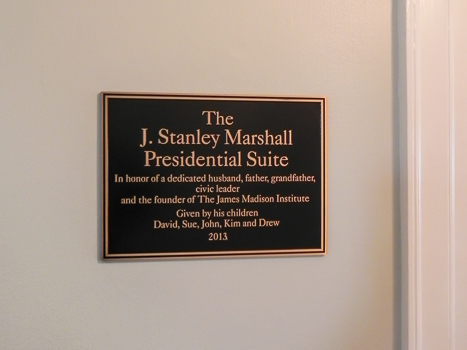 The
J. Stanley Marshall
Presidential Suite
In honor of a dedicated husband, father, grandfather,
civic leader
and the founder of The James Madison Institute
Given by his children
David, Sue, John, Kim and Drew
2013